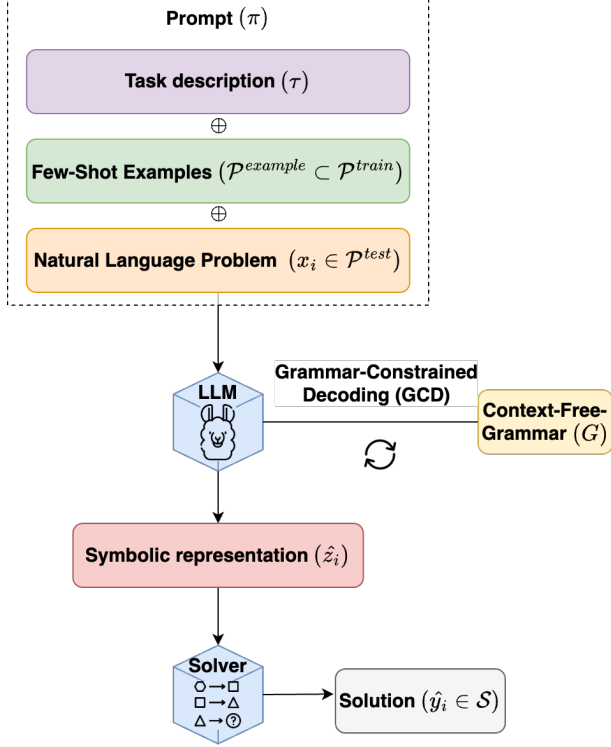 Prompt (π)
Task description (τ)
⊕
Few-Shot Examples (𝒫^{example} ⊂ 𝒫^{train})
⊕
Natural Language Problem (x_i ∈ 𝒫^{test})
LLM
Grammar-Constrained
Decoding (GCD)
Context-Free-
Grammar (G)
Symbolic representation (ẑ_i)
Solver
?
Solution (ŷ_i ∈ 𝒮)